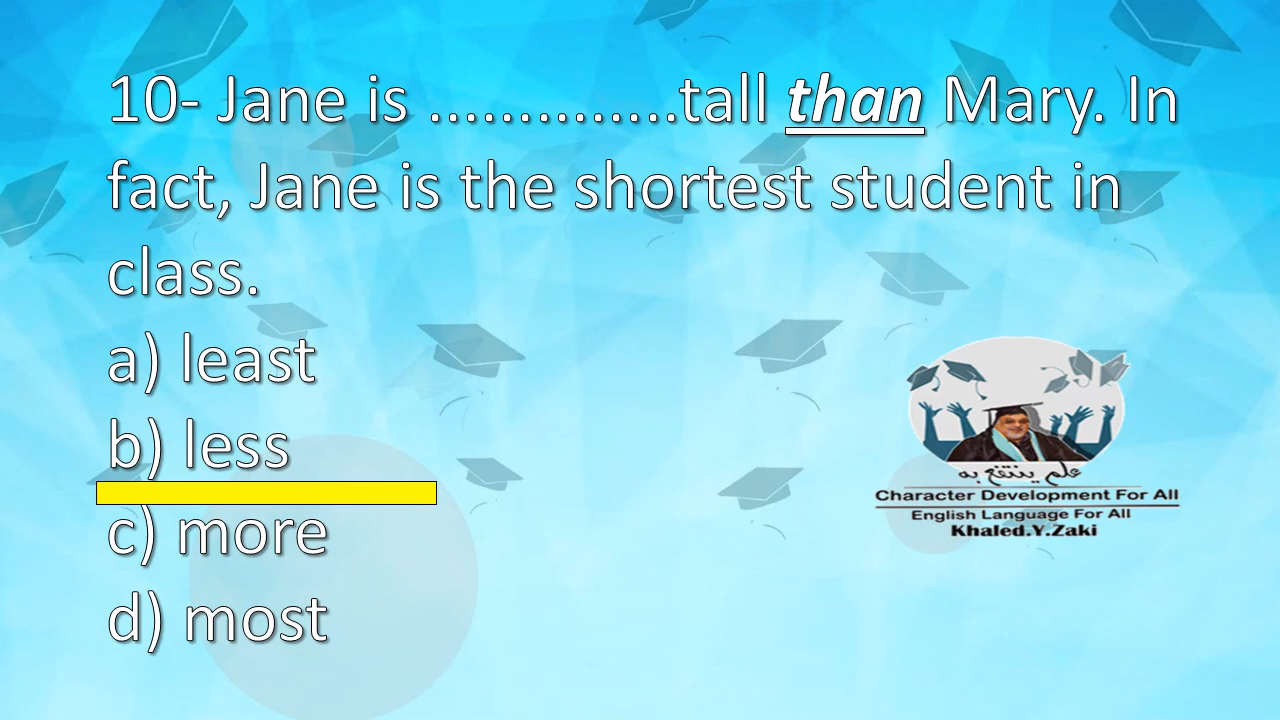 10- Jane is ..............tall than Mary. In
fact, Jane is the shortest student in
class.
a) least
b) less
c) more
d) most
علم ينتفع به
Character Development For All
English Language For All
Khaled.Y.Zaki